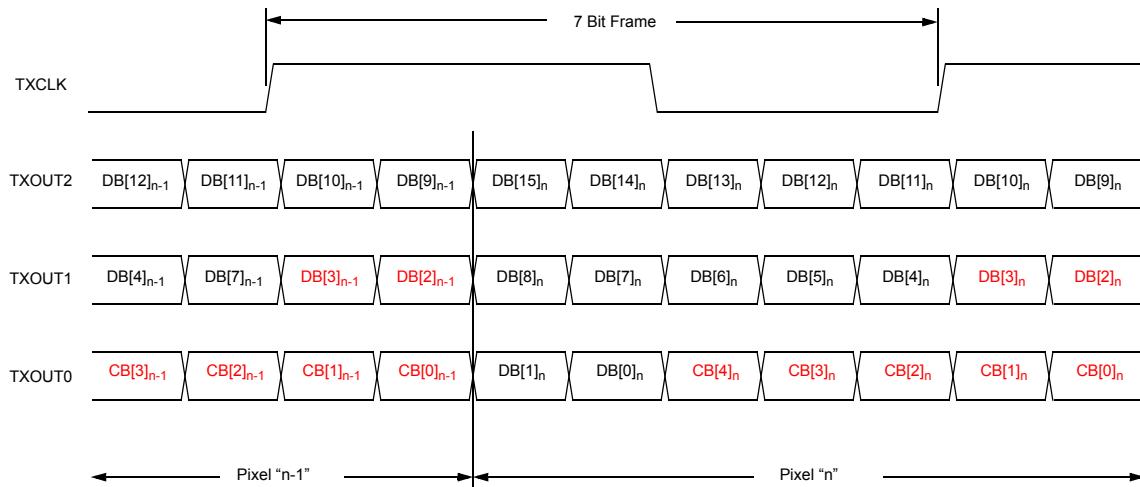 7 Bit Frame
TXCLK
TXOUT2 DB[12]n-1 DB[11]n-1 DB[10]n-1 DB[9]n-1 DB[15]n DB[14]n DB[13]n DB[12]n DB[11]n DB[10]n DB[9]n
TXOUT1 DB[4]n-1 DB[7]n-1 DB[3]n-1 DB[2]n-1 DB[8]n DB[7]n DB[6]n DB[5]n DB[4]n DB[3]n DB[2]n
TXOUT0 CB[3]n-1 CB[2]n-1 CB[1]n-1 CB[0]n-1 DB[1]n DB[0]n CB[4]n CB[3]n CB[2]n CB[1]n CB[0]n
Pixel “n-1” Pixel “n”